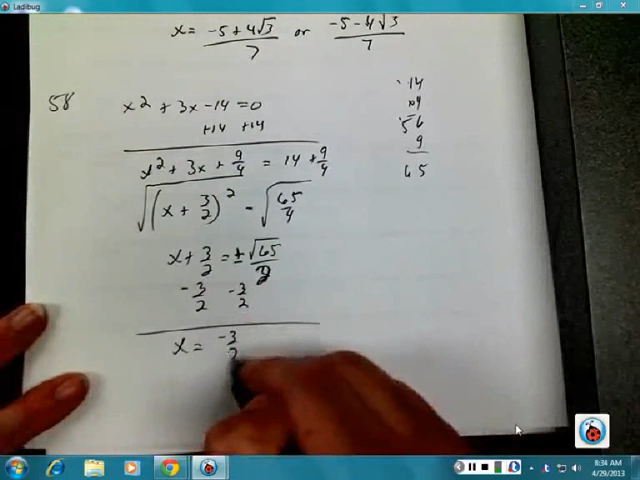 Ladibug
x = -5 + 4√3 / 7 or -5 - 4√3 / 7
58 x² + 3x - 14 = 0
+14 +14
x² + 3x + 9/4 = 14 + 9/4
√(x + 3/2)² = √65/4
x + 3/2 = ± √65/2
-3/2 -3/2
x = -3/2
14
x4
56
9
65
8:34 AM
4/29/2013